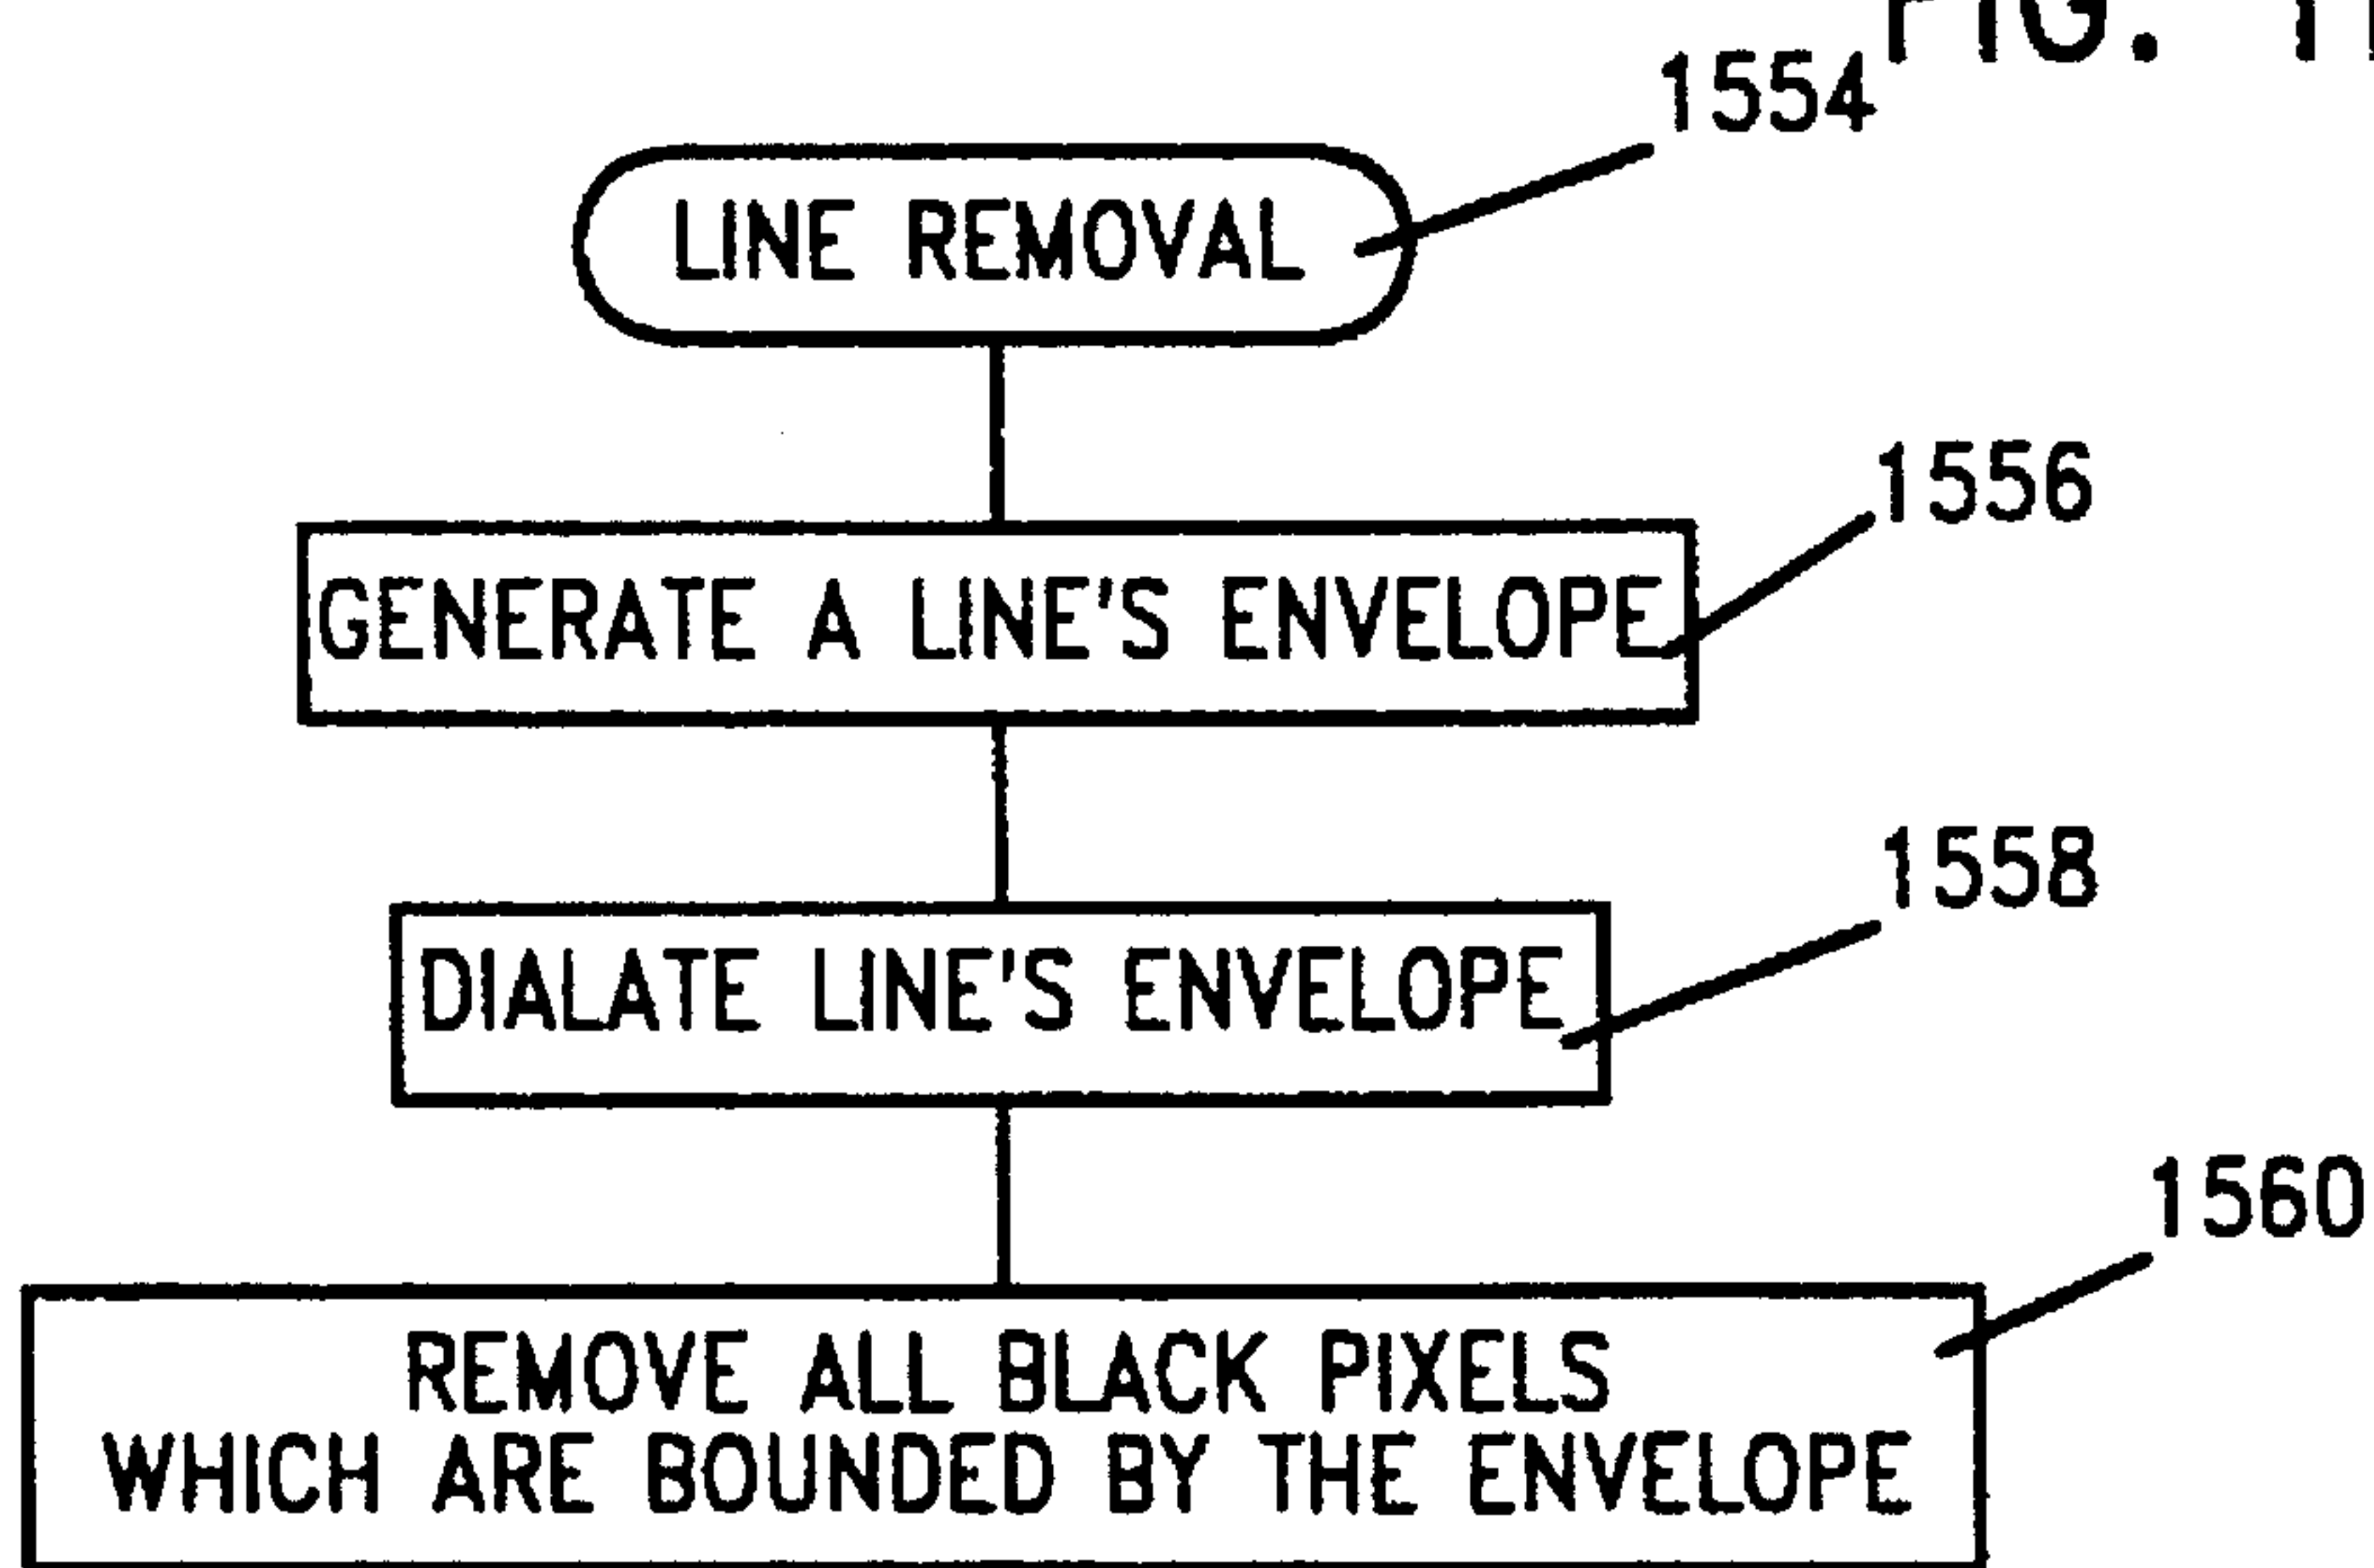 FIG.
1554
LINE REMOVAL
1556
GENERATE A LINE'S ENVELOPE
1558
DIALATE LINE'S ENVELOPE
1560
REMOVE ALL BLACK PIXELS
WHICH ARE BOUNDED BY THE ENVELOPE